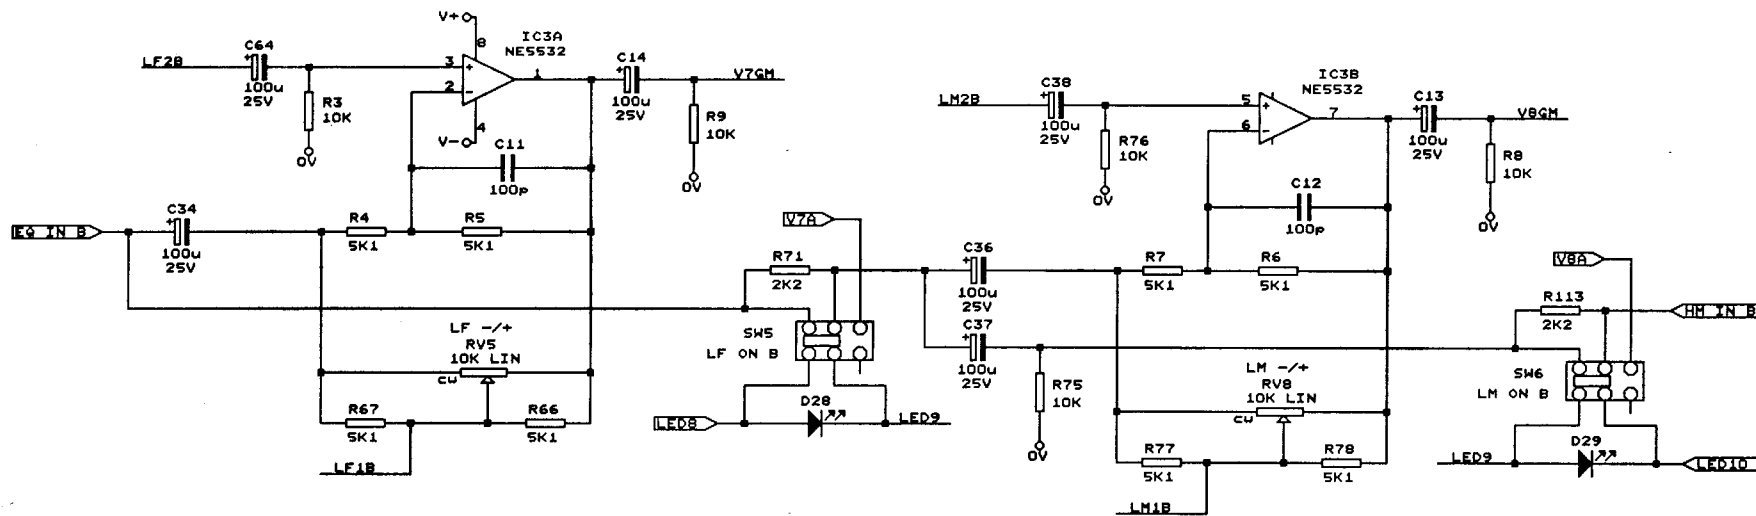 V+
8
IC3A
NE5532
C64
+
100u
25V
LF2B
3
+
2
-
1
4
V-
R3
10K
0V
C14
+
100u
25V
V7GM
R9
10K
0V
C11
100p
EQ IN B
C34
+
100u
25V
R4
5K1
R5
5K1
LF -/+
RV5
10K LIN
CW
R67
5K1
R66
5K1
LF1B
V7A
R71
2K2
SW5
LF ON B
LED8
D28
LED9
LM2B
C38
+
100u
25V
R76
10K
0V
IC3B
NE5532
5
+
6
-
7
C13
+
100u
25V
V8GM
R8
10K
0V
C12
100p
C36
+
100u
25V
C37
+
100u
25V
R7
5K1
R6
5K1
R75
10K
0V
LM -/+
RV8
10K LIN
CW
R77
5K1
R78
5K1
LM1B
V8A
R113
2K2
HM IN B
SW6
LM ON B
LED9
D29
LED10